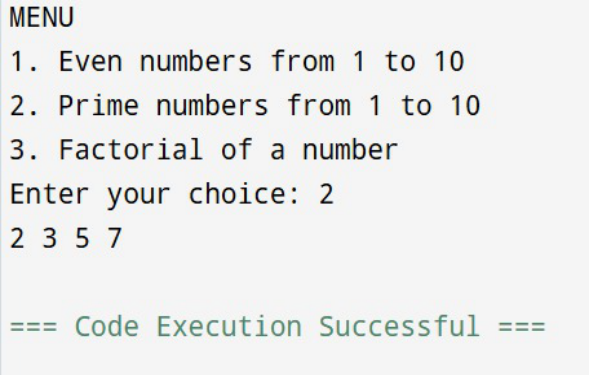 MENU
1. Even numbers from 1 to 10
2. Prime numbers from 1 to 10
3. Factorial of a number
Enter your choice: 2
2 3 5 7
=== Code Execution Successful ===